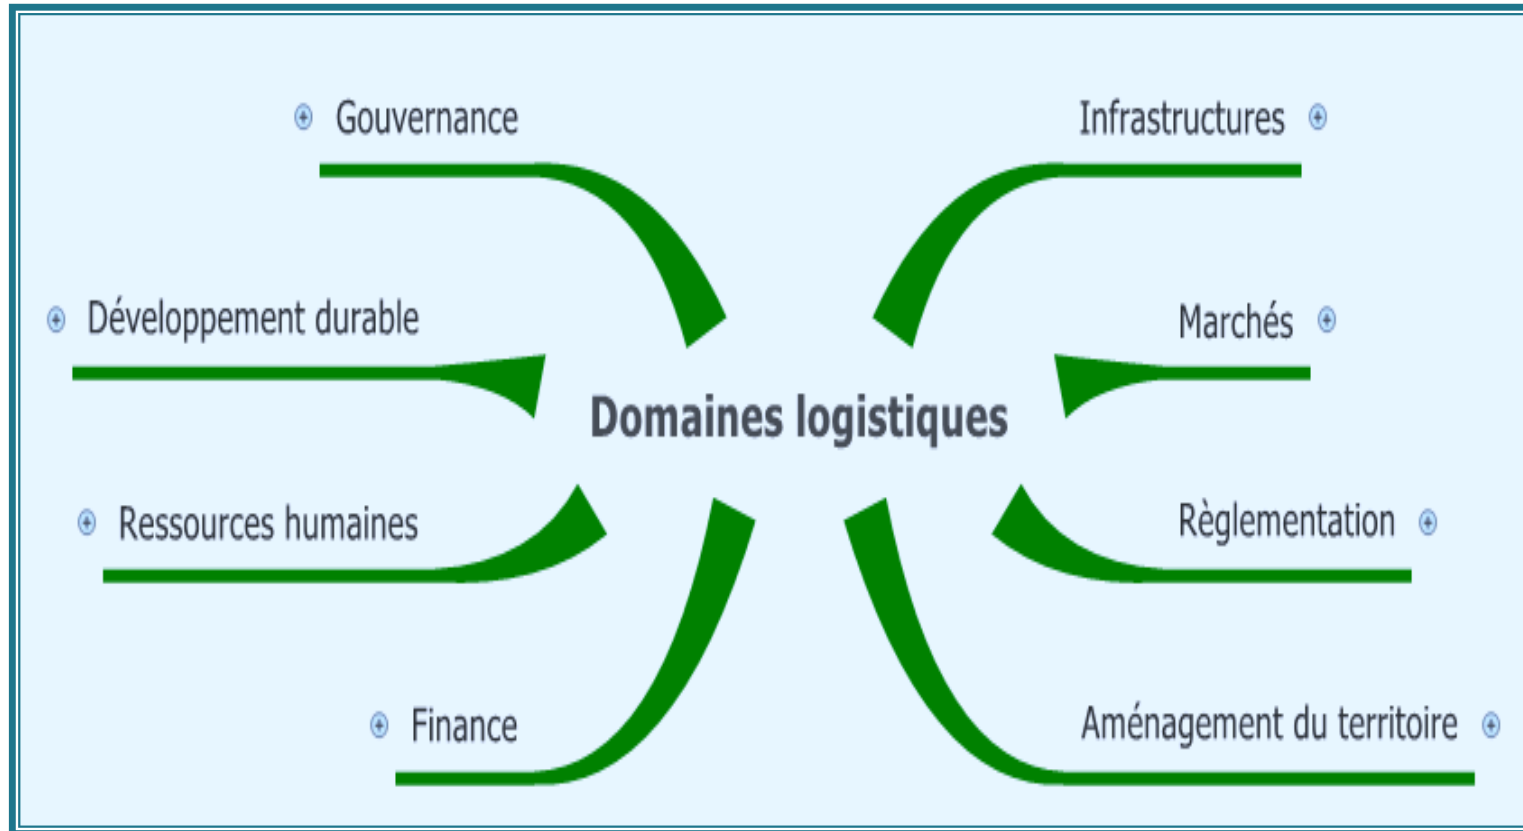 Gouvernance
Infrastructures
Développement durable
Marchés
Domaines logistiques
Ressources humaines
Règlementation
Finance
Aménagement du territoire